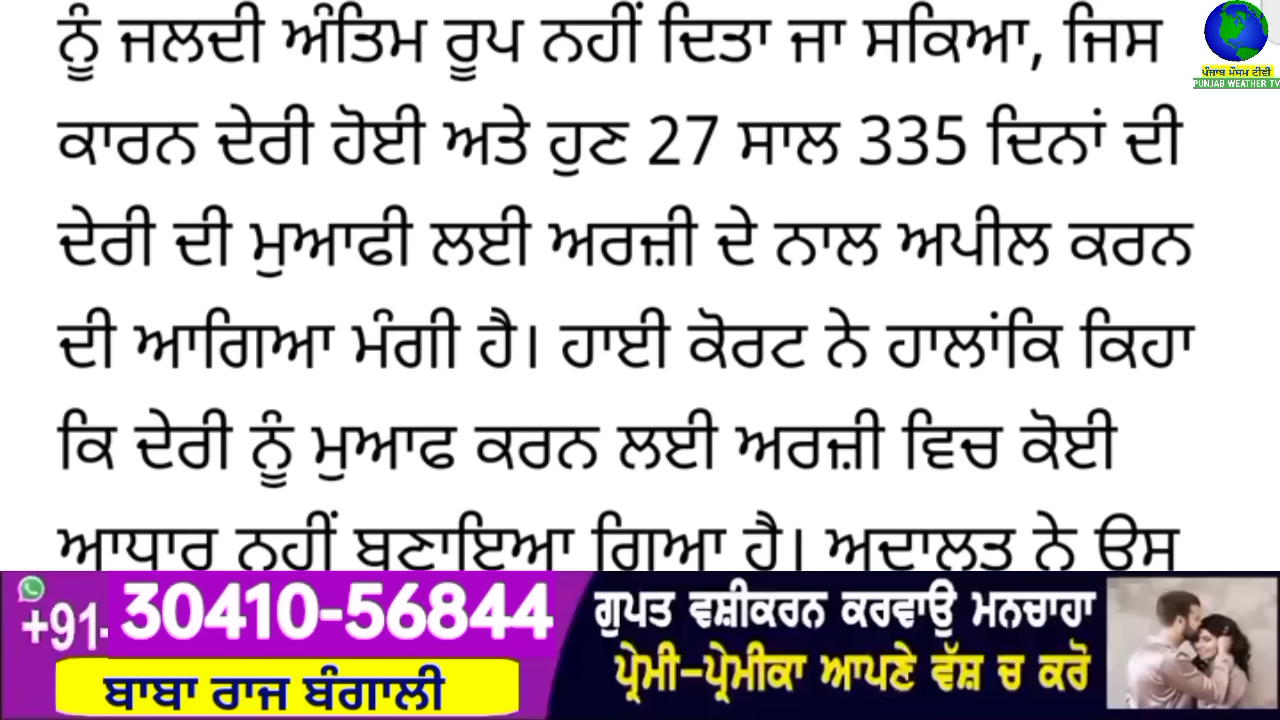 ਨੂੰ ਜਲਦੀ ਅੰਤਿਮ ਰੂਪ ਨਹੀਂ ਦਿਤਾ ਜਾ ਸਕਿਆ, ਜਿਸ
ਕਾਰਨ ਦੇਰੀ ਹੋਈ ਅਤੇ ਹੁਣ 27 ਸਾਲ 335 ਦਿਨਾਂ ਦੀ
ਦੇਰੀ ਦੀ ਮੁਆਫੀ ਲਈ ਅਰਜ਼ੀ ਦੇ ਨਾਲ ਅਪੀਲ ਕਰਨ
ਦੀ ਆਗਿਆ ਮੰਗੀ ਹੈ। ਹਾਈ ਕੋਰਟ ਨੇ ਹਾਲਾਂਕਿ ਕਿਹਾ
ਕਿ ਦੇਰੀ ਨੂੰ ਮੁਆਫ ਕਰਨ ਲਈ ਅਰਜ਼ੀ ਵਿਚ ਕੋਈ
ਆਧਾਰ ਨਹੀਂ ਬਣਾਇਆ ਗਿਆ ਹੈ। ਅਦਾਲਤ ਨੇ ਉਸ
ਪੰਜਾਬ ਮੌਸਮ ਟੀਵੀ
PUNJAB WEATHER TV
+91- 30410-56844
ਬਾਬਾ ਰਾਜ ਬੰਗਾਲੀ
ਗੁਪਤ ਵਸ਼ੀਕਰਨ ਕਰਵਾਉ ਮਨਚਾਹਾ
ਪ੍ਰੇਮੀ-ਪ੍ਰੇਮੀਕਾ ਆਪਣੇ ਵੱਸ਼ ਚ ਕਰੋ